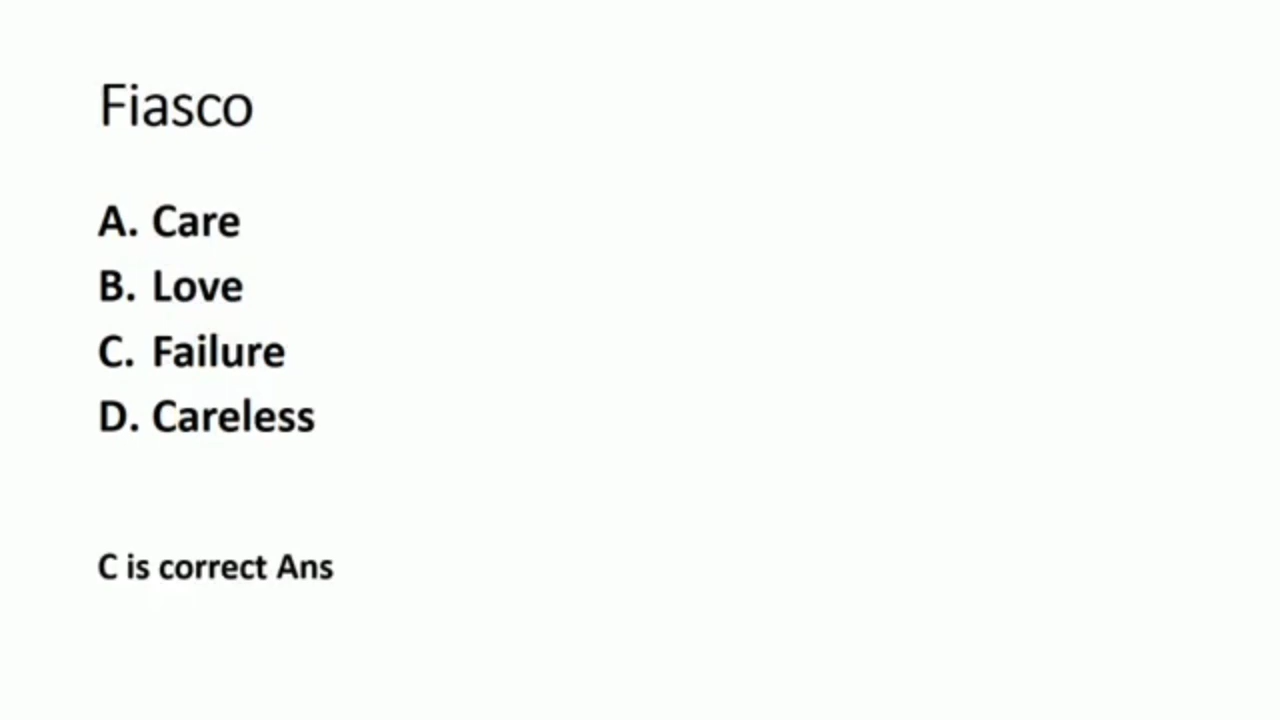 Fiasco
A. Care
B. Love
C. Failure
D. Careless
C is correct Ans